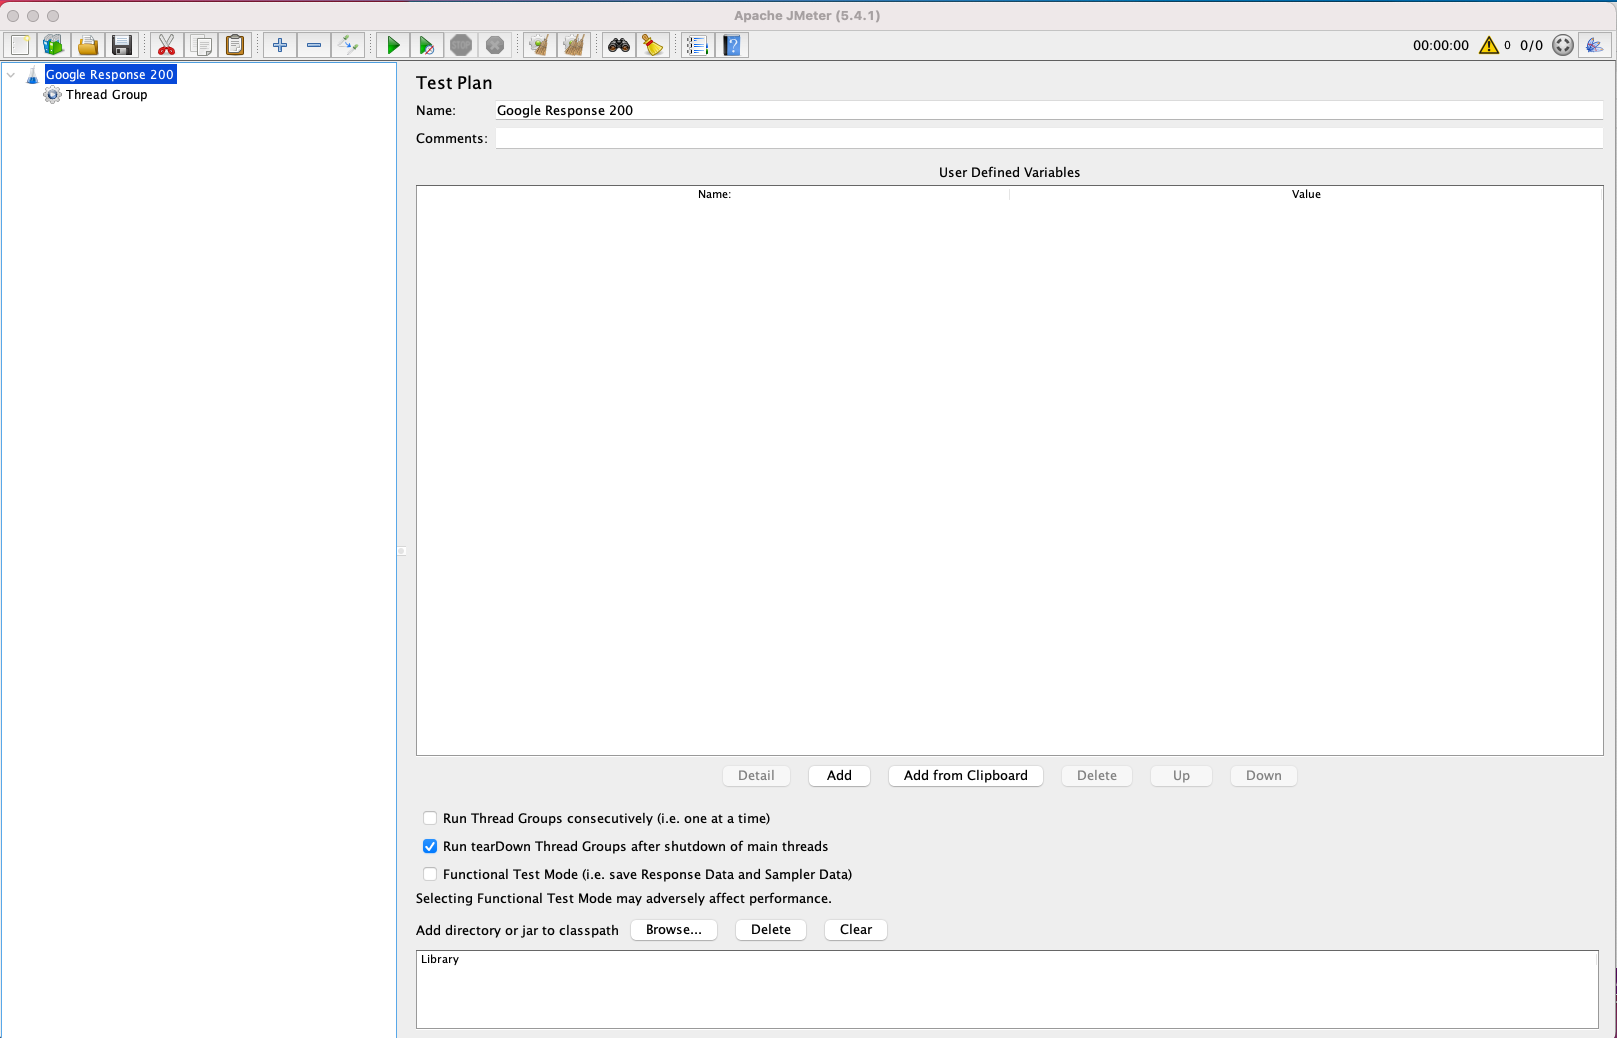 Apache JMeter (5.4.1)
STOP
00:00:00 0 0/0
Google Response 200
Thread Group
Test Plan
Name: Google Response 200
Comments:
User Defined Variables
Name: Value
Detail Add Add from Clipboard Delete Up Down
Run Thread Groups consecutively (i.e. one at a time)
Run tearDown Thread Groups after shutdown of main threads
Functional Test Mode (i.e. save Response Data and Sampler Data)
Selecting Functional Test Mode may adversely affect performance.
Add directory or jar to classpath Browse... Delete Clear
Library